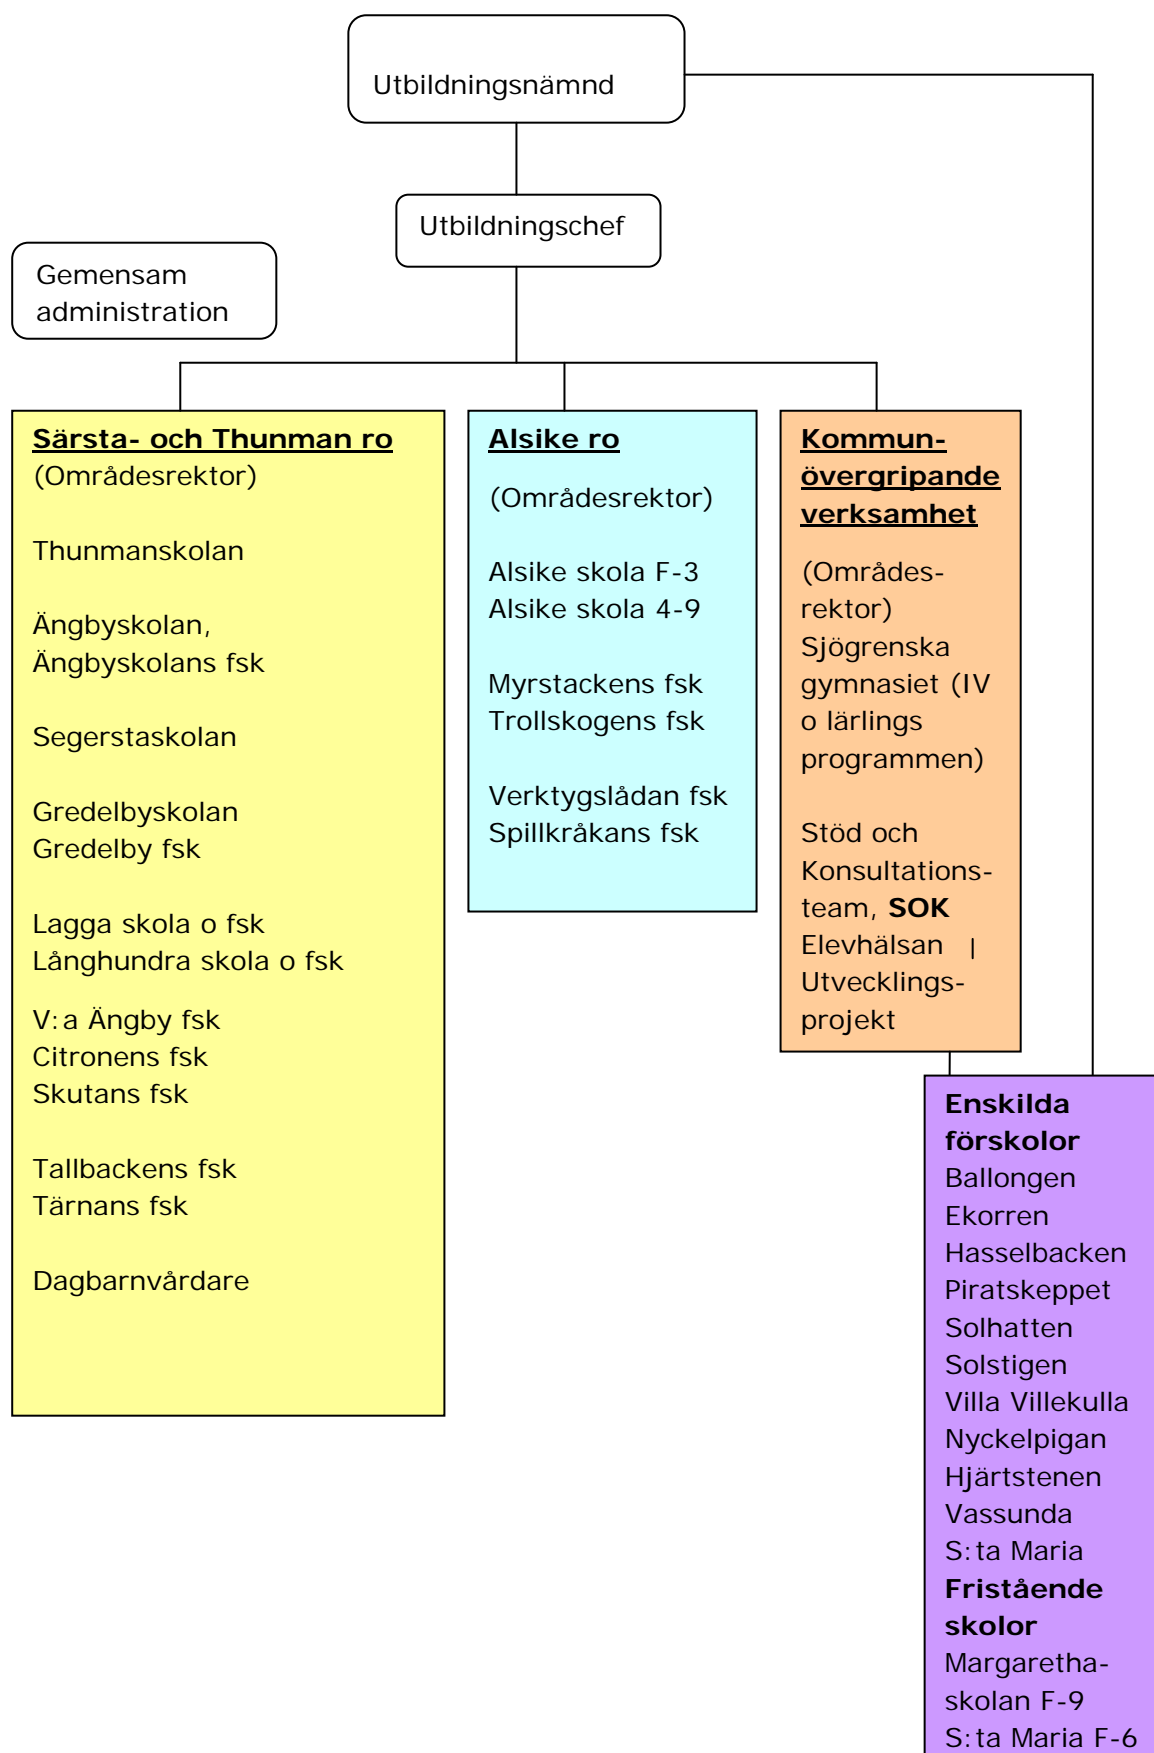 Utbildningsnämnd
Utbildningschef
Gemensam
administration
Särsta- och Thunman ro
(Områdesrektor)
Thunmanskolan
Ängbyskolan,
Ängbyskolans fsk
Segerstaskolan
Gredelbyskolan
Gredelby fsk
Lagga skola o fsk
Långhundra skola o fsk
V:a Ängby fsk
Citronens fsk
Skutans fsk
Tallbackens fsk
Tärnans fsk
Dagbarnvårdare
Alsike ro
(Områdesrektor)
Alsike skola F-3
Alsike skola 4-9
Myrstackens fsk
Trollskogens fsk
Verktygslådan fsk
Spillkråkans fsk
Kommun-
övergripande
verksamhet
(Områdes-
rektor)
Sjögrenska
gymnasiet (IV
o lärlings
programmen)
Stöd och
Konsultations-
team, SOK
Elevhälsan |
Utvecklings-
projekt
Enskilda
förskolor
Ballongen
Ekorren
Hasselbacken
Piratskeppet
Solhatten
Solstigen
Villa Villekulla
Nyckelpigan
Hjärtstenen
Vassunda
S:ta Maria
Fristående
skolor
Margaretha-
skolan F-9
S:ta Maria F-6